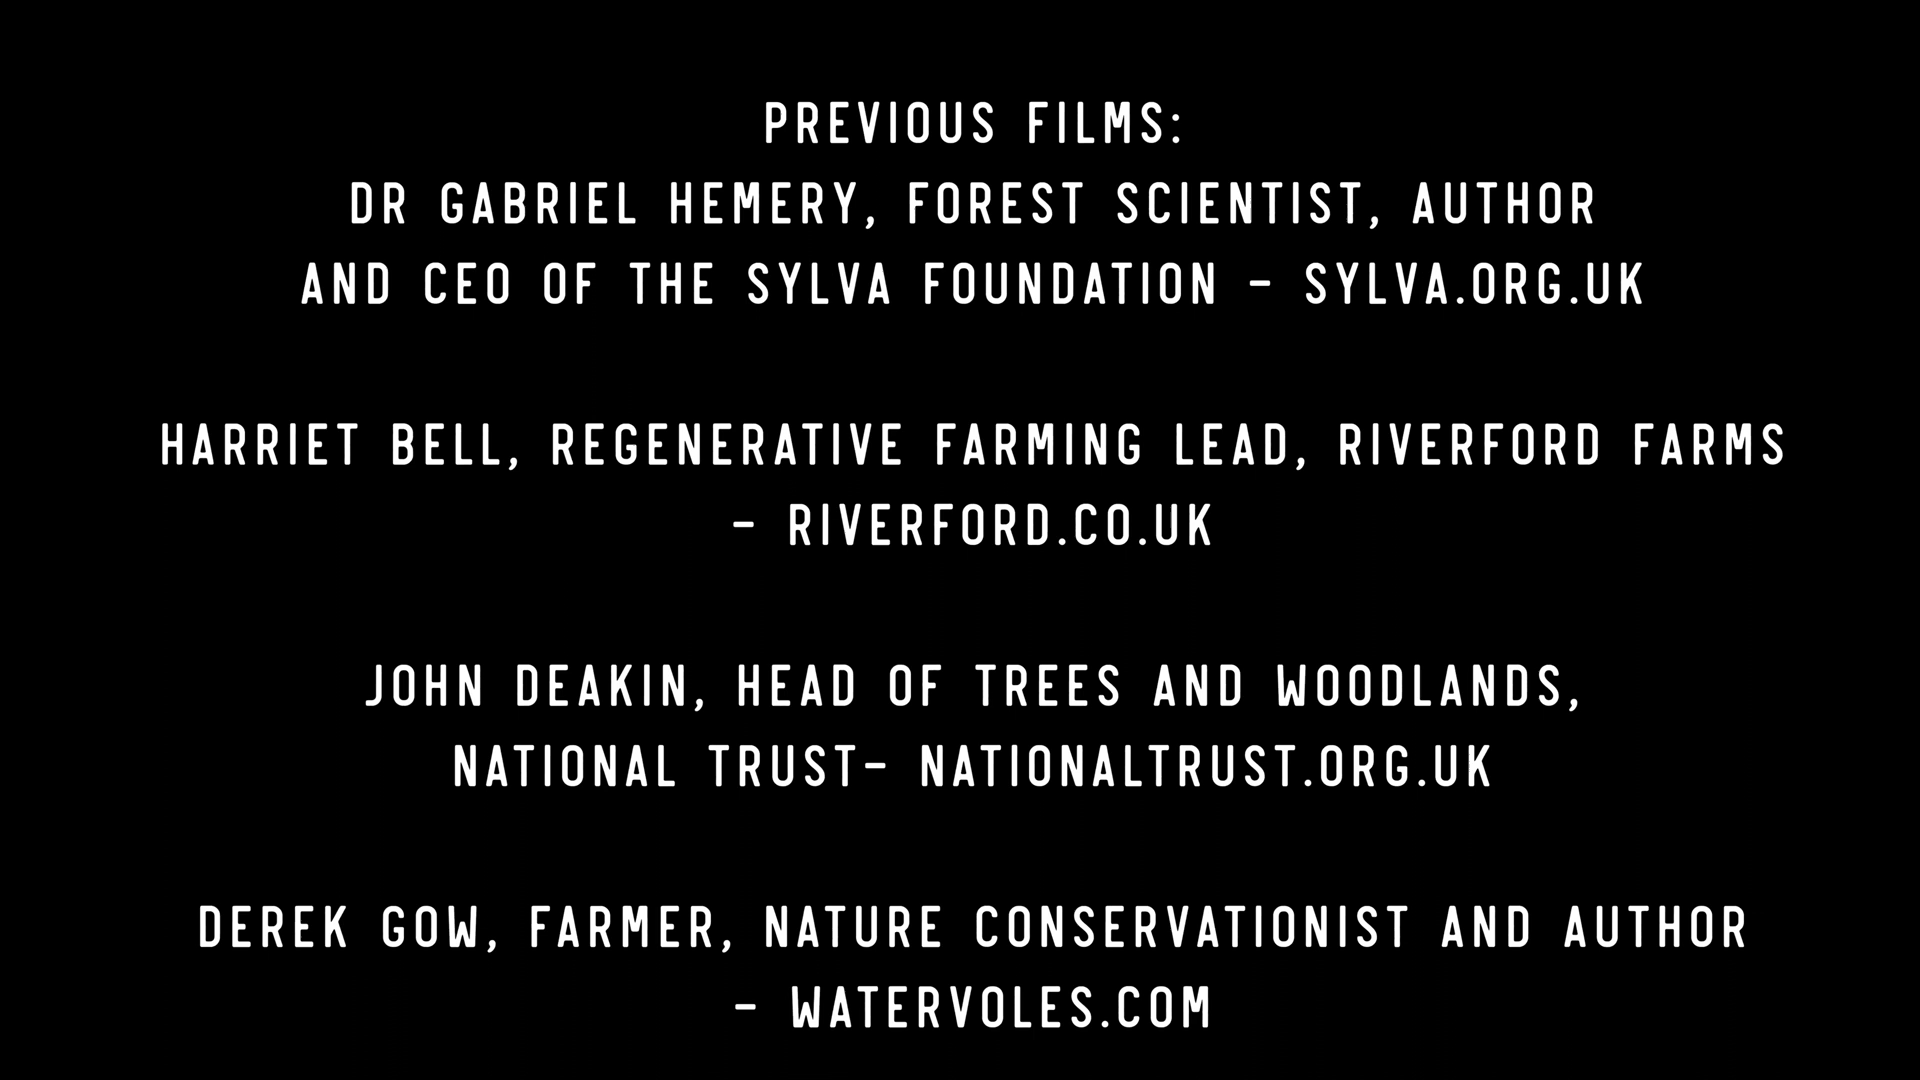 PREVIOUS FILMS:
DR GABRIEL HEMERY, FOREST SCIENTIST, AUTHOR
AND CEO OF THE SYLVA FOUNDATION - SYLVA.ORG.UK
HARRIET BELL, REGENERATIVE FARMING LEAD, RIVERFORD FARMS
- RIVERFORD.CO.UK
JOHN DEAKIN, HEAD OF TREES AND WOODLANDS,
NATIONAL TRUST- NATIONALTRUST.ORG.UK
DEREK GOW, FARMER, NATURE CONSERVATIONIST AND AUTHOR
- WATERVOLES.COM